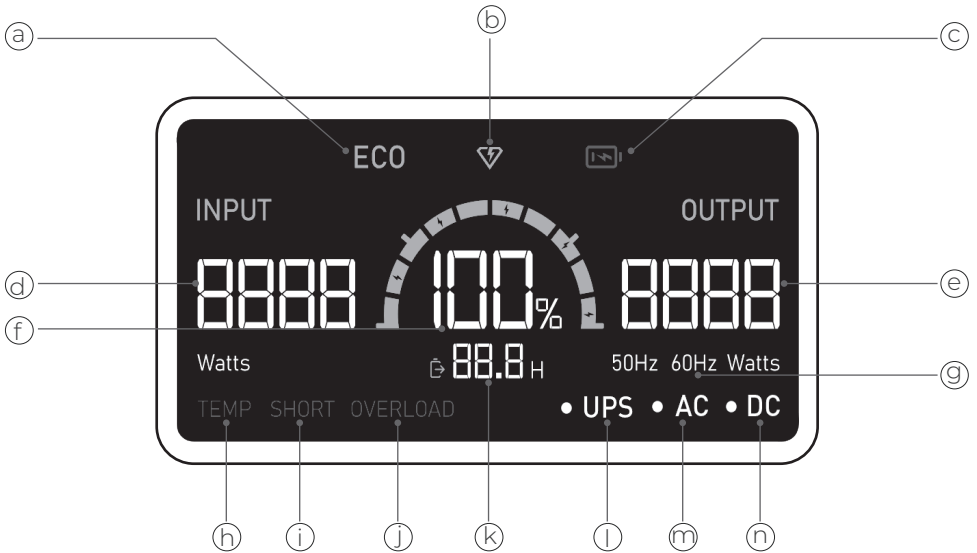 a b c
ECO
INPUT OUTPUT
d 8888 100% 8888 e
f
Watts 88.8 H 50Hz 60Hz Watts g
TEMP SHORT OVERLOAD • UPS • AC • DC
h i j k l m n